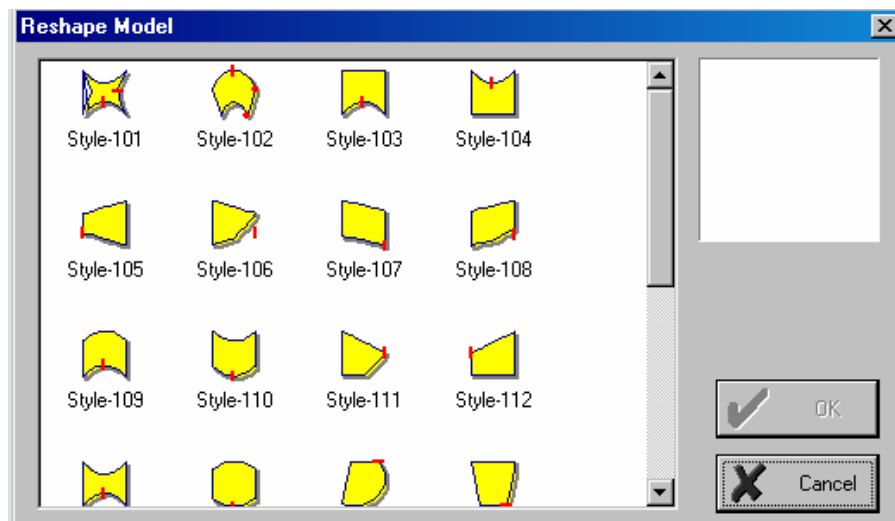 Reshape Model
Style-101 Style-102 Style-103 Style-104
Style-105 Style-106 Style-107 Style-108
Style-109 Style-110 Style-111 Style-112
OK
Cancel